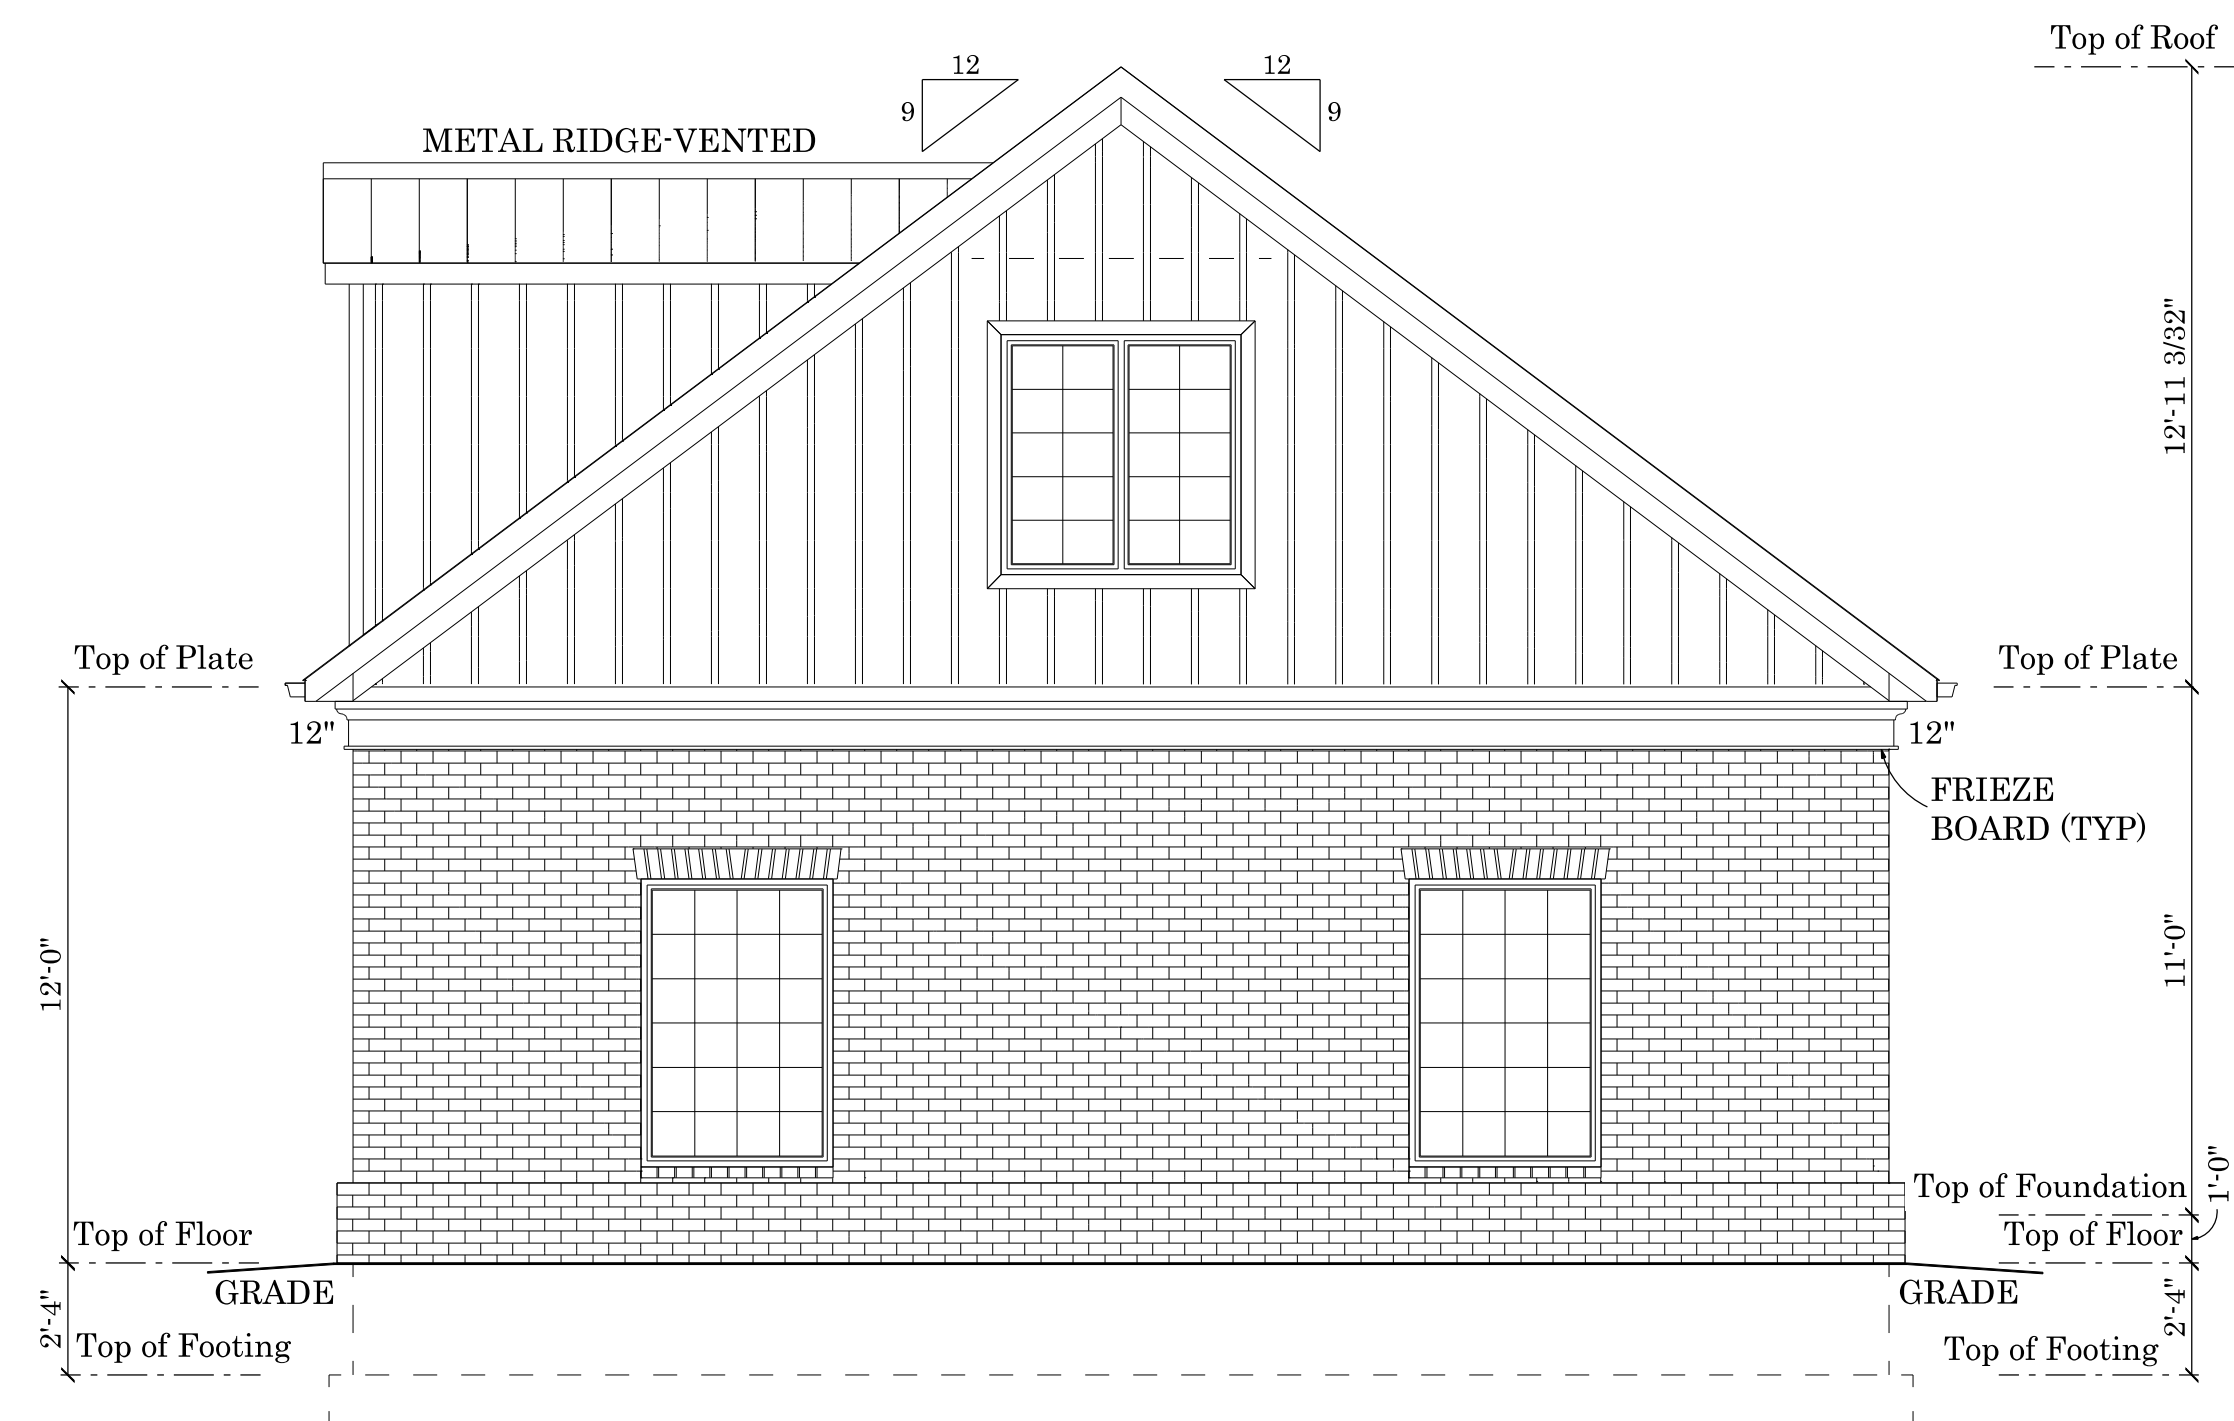 Top of Roof
12
12
9
9
METAL RIDGE-VENTED
12'-11 3/32"
Top of Plate
Top of Plate
12"
12"
FRIEZE
BOARD (TYP)
12'-0"
11'-0"
1'-0"
Top of Foundation
Top of Floor
Top of Floor
GRADE
GRADE
2'-4"
2'-4"
Top of Footing
Top of Footing